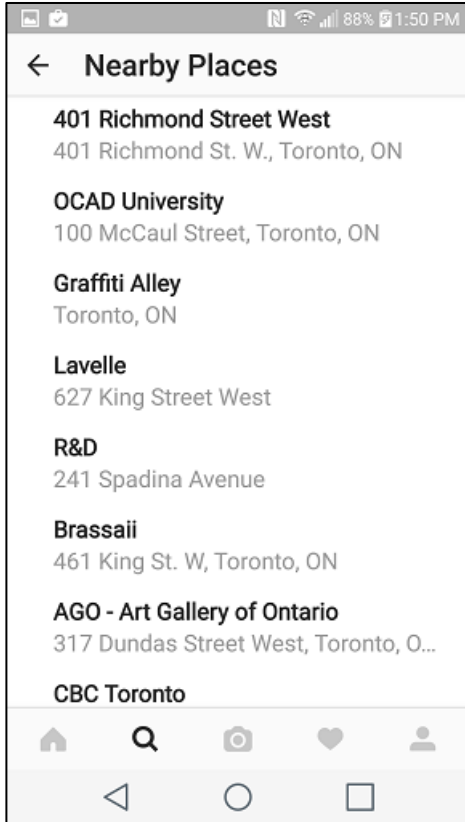 88% 1:50 PM
Nearby Places
401 Richmond Street West
401 Richmond St. W., Toronto, ON
OCAD University
100 McCaul Street, Toronto, ON
Graffiti Alley
Toronto, ON
Lavelle
627 King Street West
R&D
241 Spadina Avenue
Brassaii
461 King St. W, Toronto, ON
AGO - Art Gallery of Ontario
317 Dundas Street West, Toronto, O...
CBC Toronto